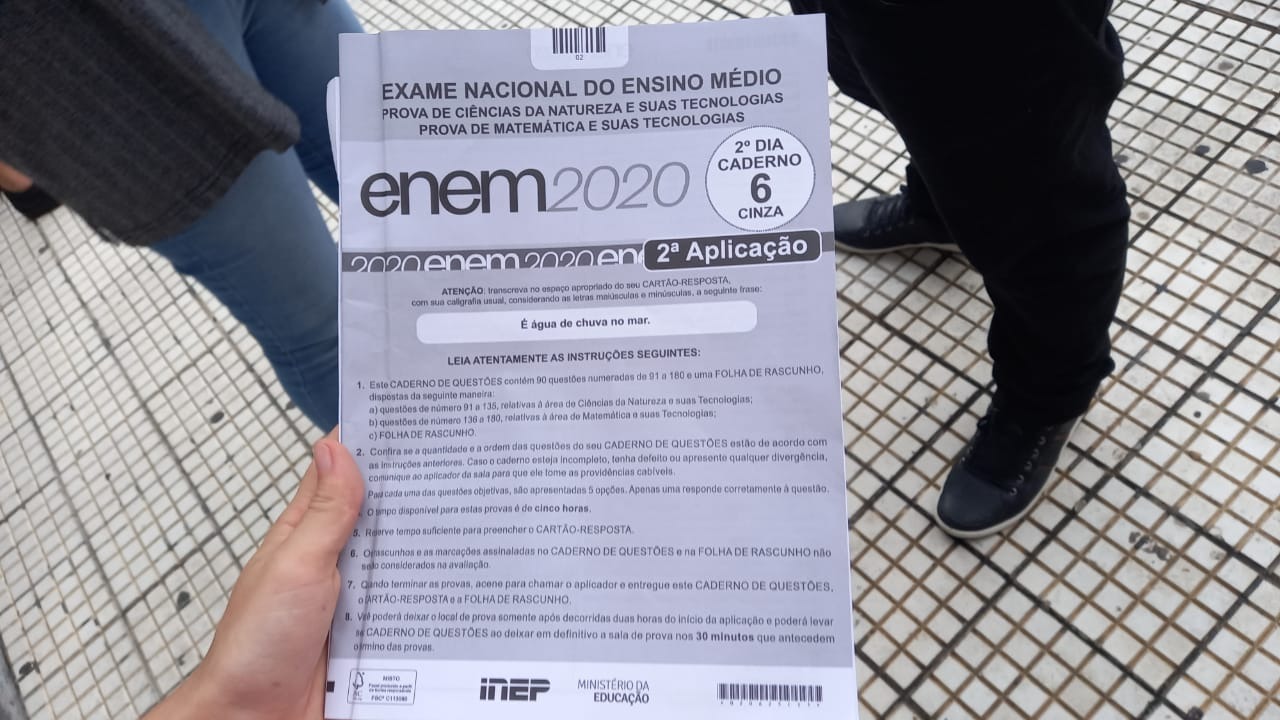 02
EXAME NACIONAL DO ENSINO MÉDIO
PROVA DE CIÊNCIAS DA NATUREZA E SUAS TECNOLOGIAS
PROVA DE MATEMÁTICA E SUAS TECNOLOGIAS
enem2020
2º DIA
CADERNO
6
CINZA
2020 enem 2020 en
2ª Aplicação
ATENÇÃO: transcreva no espaço apropriado do seu CARTÃO-RESPOSTA,
com sua caligrafia usual, considerando as letras maiúsculas e minúsculas, a seguinte frase:
É água de chuva no mar.
LEIA ATENTAMENTE AS INSTRUÇÕES SEGUINTES:
1. Este CADERNO DE QUESTÕES contém 90 questões numeradas de 91 a 180 e uma FOLHA DE RASCUNHO,
dispostas da seguinte maneira:
a) questões de número 91 a 135, relativas à área de Ciências da Natureza e suas Tecnologias;
b) questões de número 136 a 180, relativas à área de Matemática e suas Tecnologias;
c) FOLHA DE RASCUNHO.
2. Confira se a quantidade e a ordem das questões do seu CADERNO DE QUESTÕES estão de acordo com
as instruções anteriores. Caso o caderno esteja incompleto, tenha defeito ou apresente qualquer divergência,
comunique ao aplicador da sala para que ele tome as providências cabíveis.
Para cada uma das questões objetivas, são apresentadas 5 opções. Apenas uma responde corretamente à questão.
O tempo disponível para estas provas é de cinco horas.
5. Reserve tempo suficiente para preencher o CARTÃO-RESPOSTA.
6. Os rascunhos e as marcações assinaladas no CADERNO DE QUESTÕES e na FOLHA DE RASCUNHO não
serão considerados na avaliação.
7. Quando terminar as provas, acene para chamar o aplicador e entregue este CADERNO DE QUESTÕES,
o CARTÃO-RESPOSTA e a FOLHA DE RASCUNHO.
8. Você poderá deixar o local de prova somente após decorridas duas horas do início da aplicação e poderá levar
seu CADERNO DE QUESTÕES ao deixar em definitivo a sala de prova nos 30 minutos que antecedem
o término das provas.
MISTO
FSC® C113090
INEP
MINISTÉRIO DA
EDUCAÇÃO